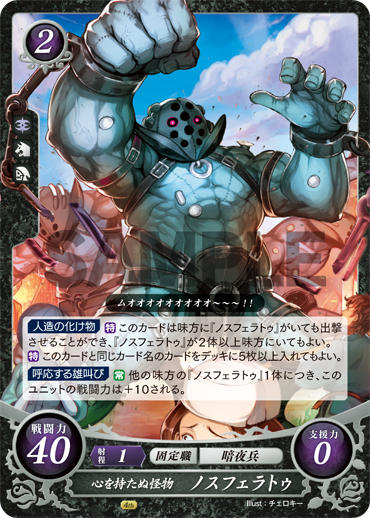 2
SAMPLE
ムオオオオオオオオオ~~~!!
人造の化け物 特このカードは味方に『ノスフェラトゥ』がいても出撃
させることができ、『ノスフェラトゥ』が2体以上味方にいてもよい。
特このカードと同じカード名のカードをデッキに5枚以上入れてもよい。
呼応する雄叫び 常他の味方の『ノスフェラトゥ』1体につき、この
ユニットの戦闘力は+10される。
戦闘力
40
射程 1
固定職
暗夜兵
支援力
0
心を持たぬ怪物 ノスフェラトゥ
4th
Illust:チェロキー